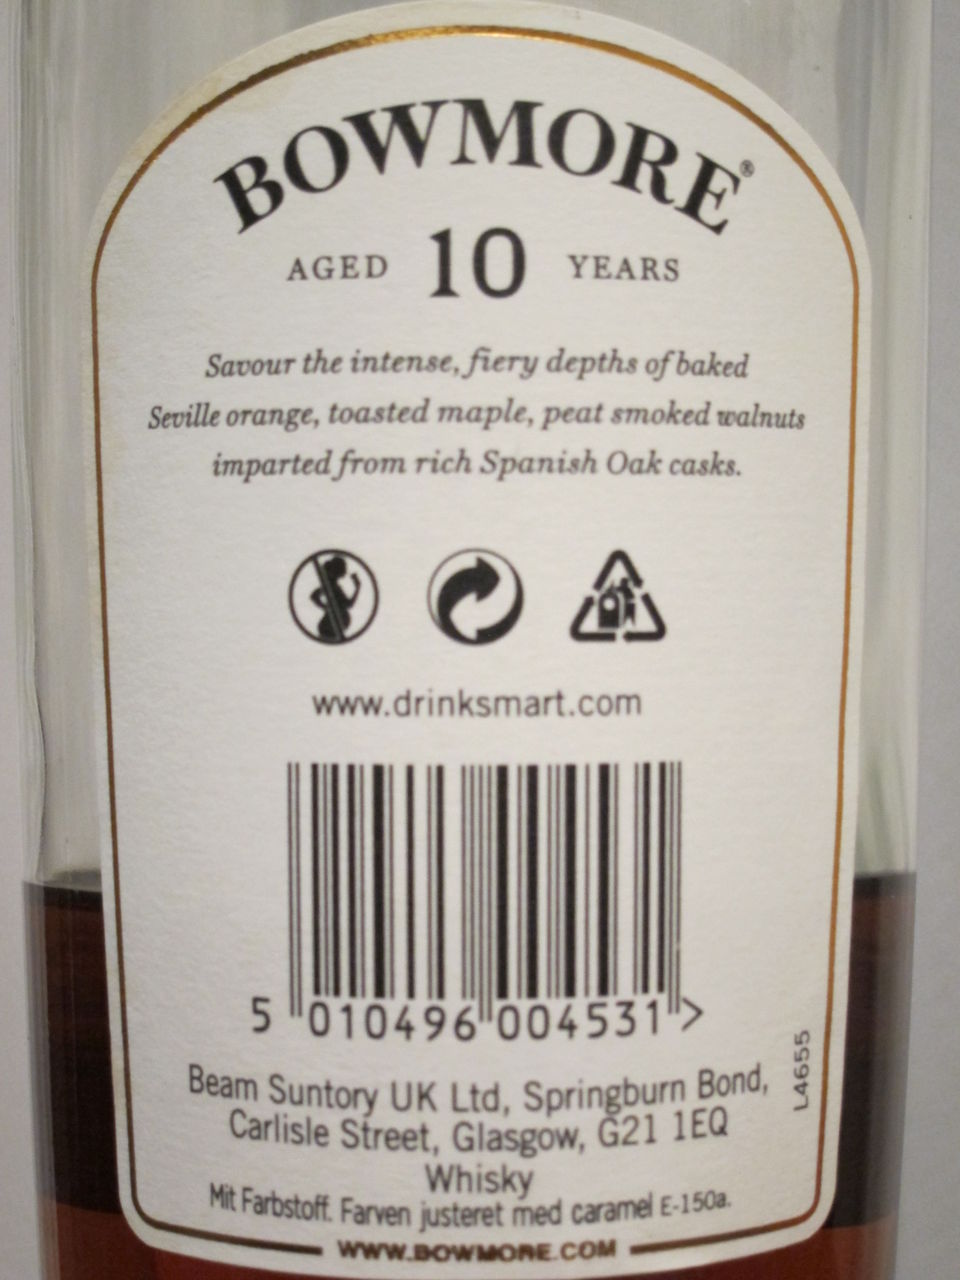 BOWMORE®
AGED 10 YEARS
Savour the intense, fiery depths of baked
Seville orange, toasted maple, peat smoked walnuts
imparted from rich Spanish Oak casks.
www.drinksmart.com
5 010496 004531 >
L4655
Beam Suntory UK Ltd, Springburn Bond,
Carlisle Street, Glasgow, G21 1EQ
Whisky
Mit Farbstoff. Farven justeret med caramel E-150a.
WWW.BOWMORE.COM